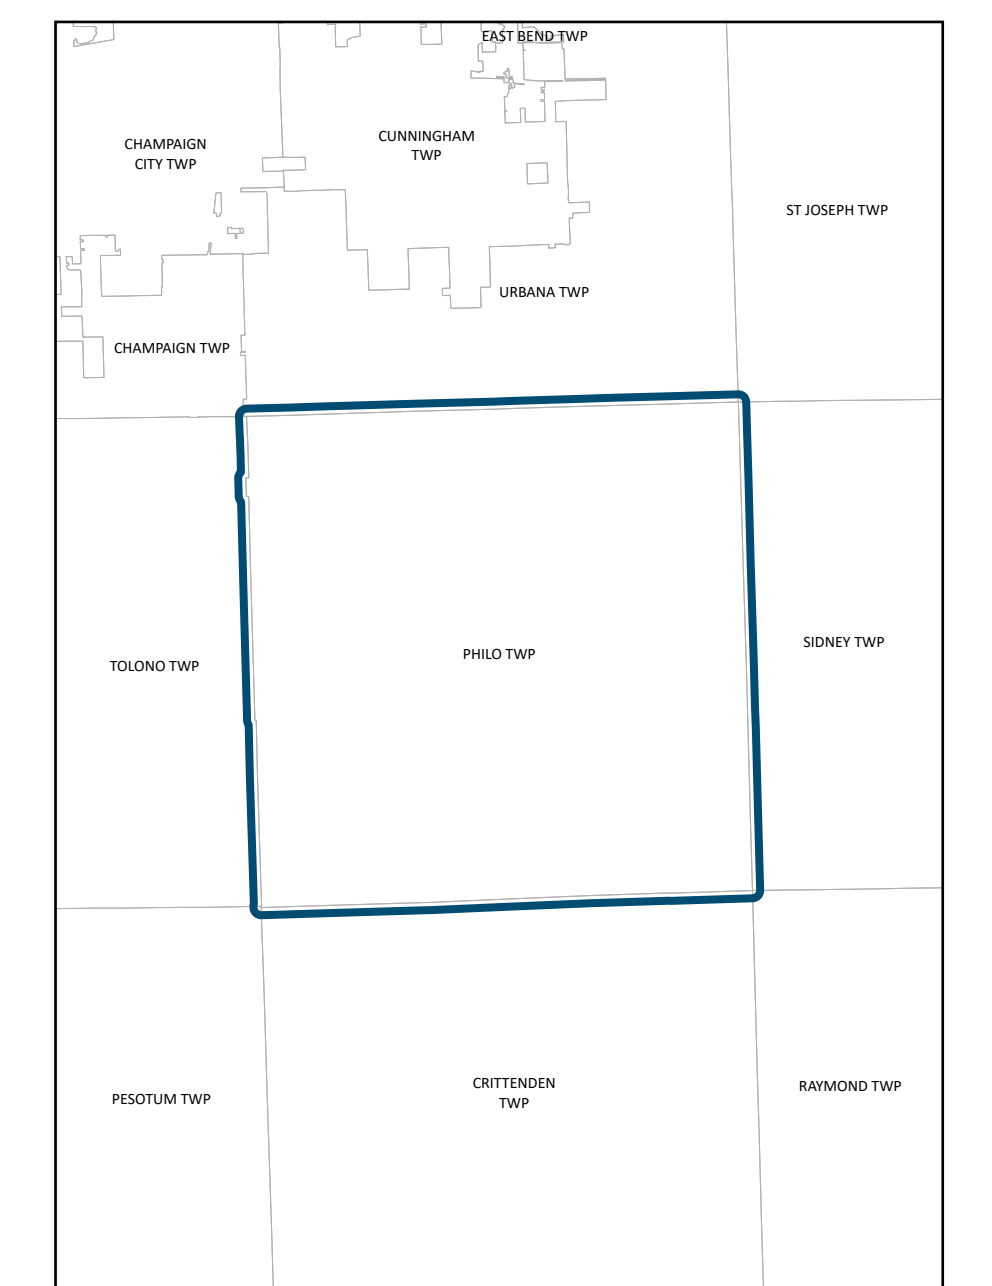 EAST BEND TWP
CHAMPAIGN
CITY TWP
CUNNINGHAM
TWP
ST JOSEPH TWP
URBANA TWP
CHAMPAIGN TWP
TOLONO TWP
PHILO TWP
SIDNEY TWP
PESOTUM TWP
CRITTENDEN
TWP
RAYMOND TWP